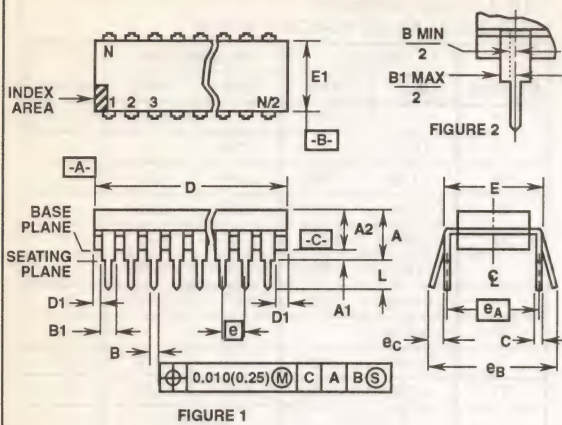 N
INDEX
AREA
1 2 3 N/2
E1
-B-
B MIN
2
B1 MAX
2
FIGURE 2
-A-
D
BASE
PLANE
SEATING
PLANE
A2
A
-C-
L
D1
B1
B
e
D1
A1
0.010(0.25) Ⓜ C A B Ⓢ
FIGURE 1
E
℄
eA
eC
C
eB